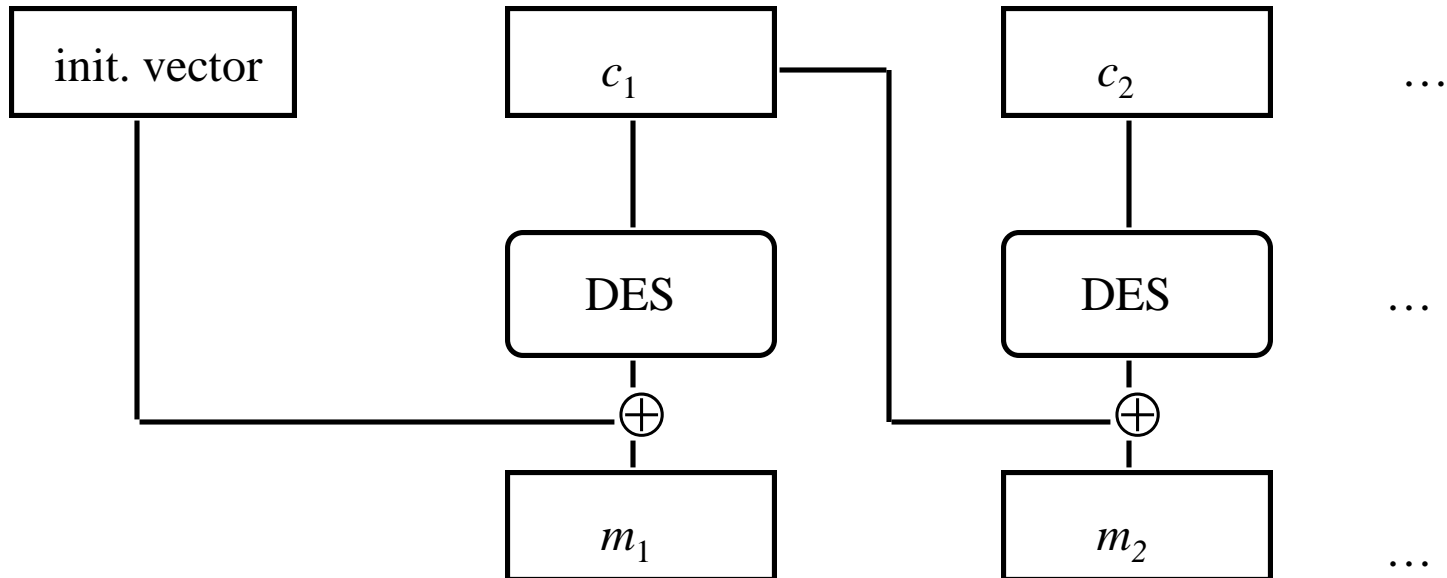 init. vector c₁ c₂ …
DES DES …
⊕ ⊕
m₁ m₂ …